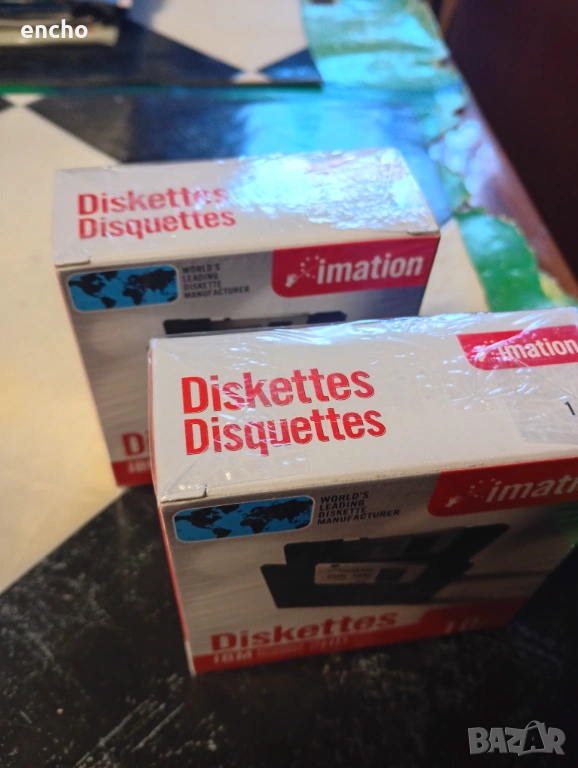 encho
Diskettes
Disquettes
imation
WORLD'S
LEADING
DISKETTE
MANUFACTURER
Diskettes
Disquettes
imation
1
imation
WORLD'S
LEADING
DISKETTE
MANUFACTURER
Diskettes
IBM
BAZAR